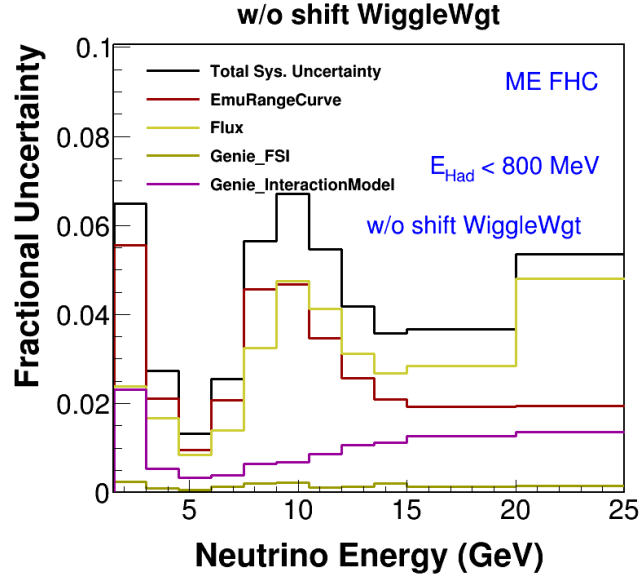 w/o shift WiggleWgt
Fractional Uncertainty
0.1
0.08
0.06
0.04
0.02
0
Total Sys. Uncertainty
EmuRangeCurve
Flux
Genie_FSI
Genie_InteractionModel
ME FHC
E_Had < 800 MeV
w/o shift WiggleWgt
5 10 15 20 25
Neutrino Energy (GeV)